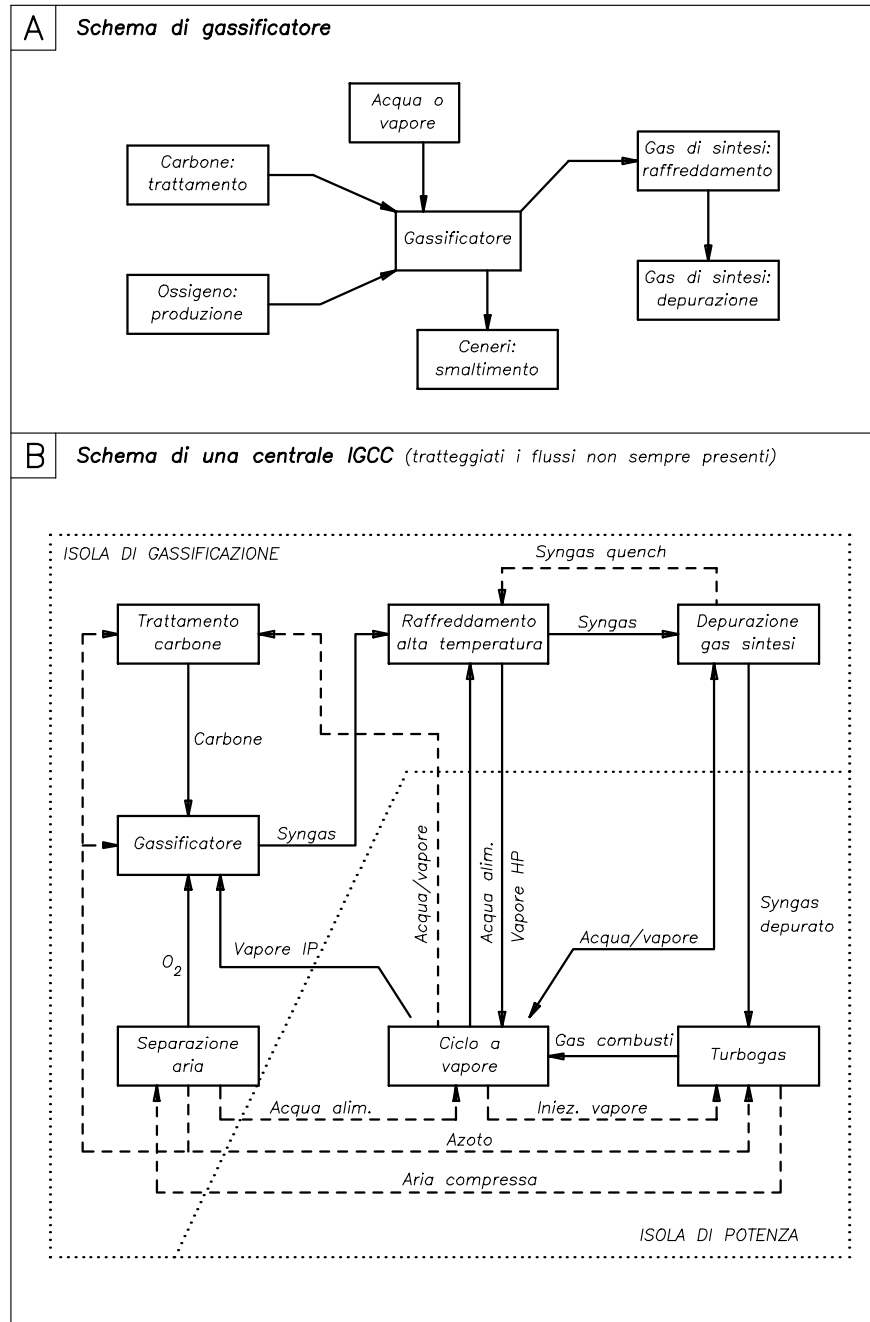 A
Schema di gassificatore
Acqua o
vapore
Carbone:
trattamento
Gas di sintesi:
raffreddamento
Gassificatore
Ossigeno:
produzione
Gas di sintesi:
depurazione
Ceneri:
smaltimento
B
Schema di una centrale IGCC (tratteggiati i flussi non sempre presenti)
ISOLA DI GASSIFICAZIONE
Syngas quench
Trattamento
carbone
Raffreddamento
alta temperatura
Syngas
Depurazione
gas sintesi
Carbone
Gassificatore
Syngas
Acqua/vapore
Acqua alim.
Vapore HP
Syngas
depurato
Acqua/vapore
Vapore IP
O2
Separazione
aria
Ciclo a
vapore
Gas combusti
Turbogas
Acqua alim.
Iniez. vapore
Azoto
Aria compressa
ISOLA DI POTENZA